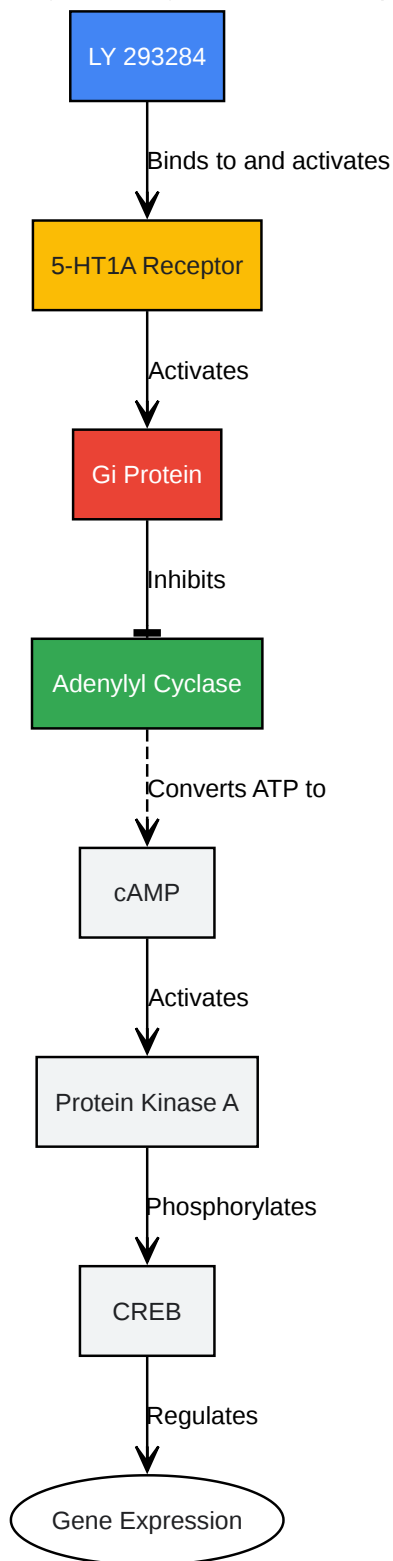 LY 293284
Binds to and activates
5-HT1A Receptor
Activates
Gi Protein
Inhibits
Adenylyl Cyclase
Converts ATP to
cAMP
Activates
Protein Kinase A
Phosphorylates
CREB
Regulates
Gene Expression